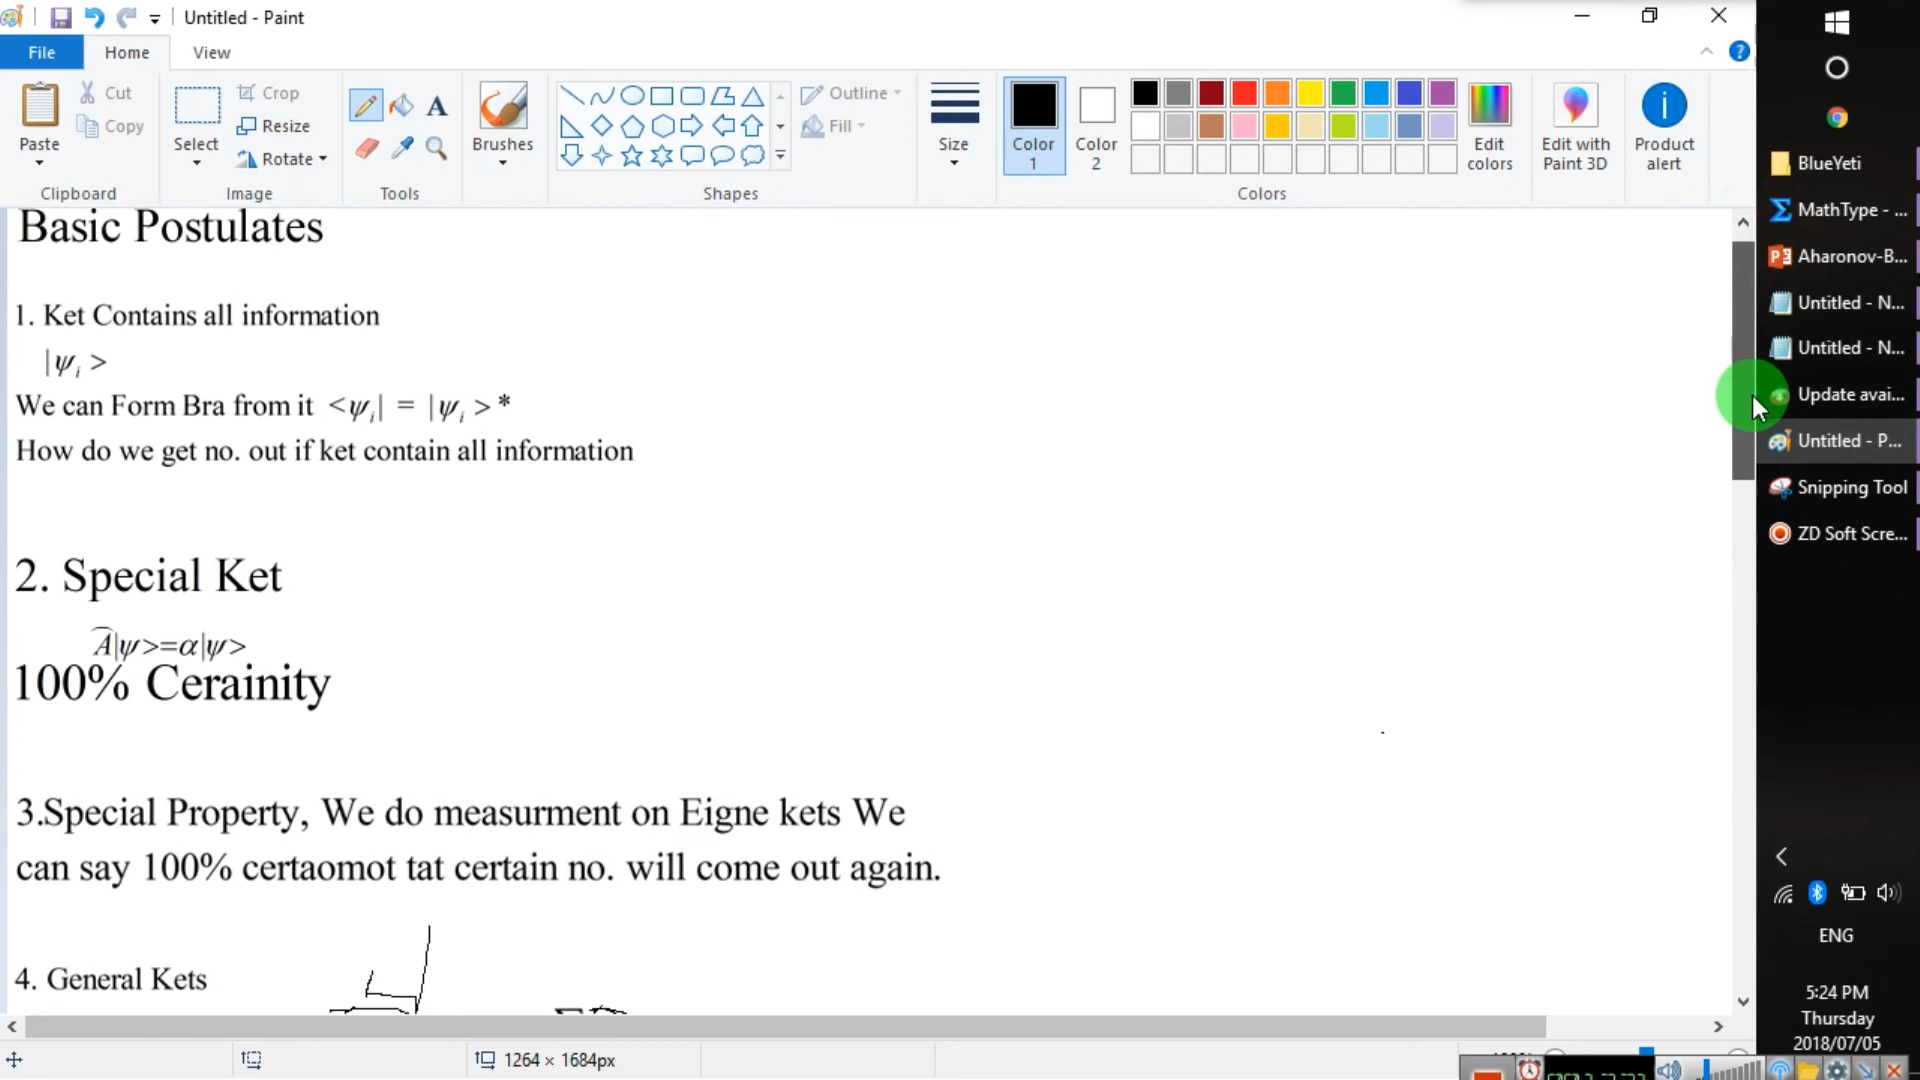 Untitled - Paint
File
Home
View
Paste
Cut
Copy
Clipboard
Select
Crop
Resize
Rotate
Image
A
Tools
Brushes
Outline
Fill
Shapes
Size
Color 1
Color 2
Edit colors
Colors
Edit with Paint 3D
Product alert
Basic Postulates
1. Ket Contains all information
|ψᵢ >
We can Form Bra from it <ψᵢ| = |ψᵢ >*
How do we get no. out if ket contain all information
2. Special Ket
Â|ψ>=α|ψ>
100% Cerainity
3.Special Property, We do measurment on Eigne kets We
can say 100% certaomot tat certain no. will come out again.
4. General Kets
1264 × 1684px
BlueYeti
MathType - ...
Aharonov-B...
Untitled - N...
Untitled - N...
Update avai...
Untitled - P...
Snipping Tool
ZD Soft Scre...
ENG
5:24 PM
Thursday
2018/07/05